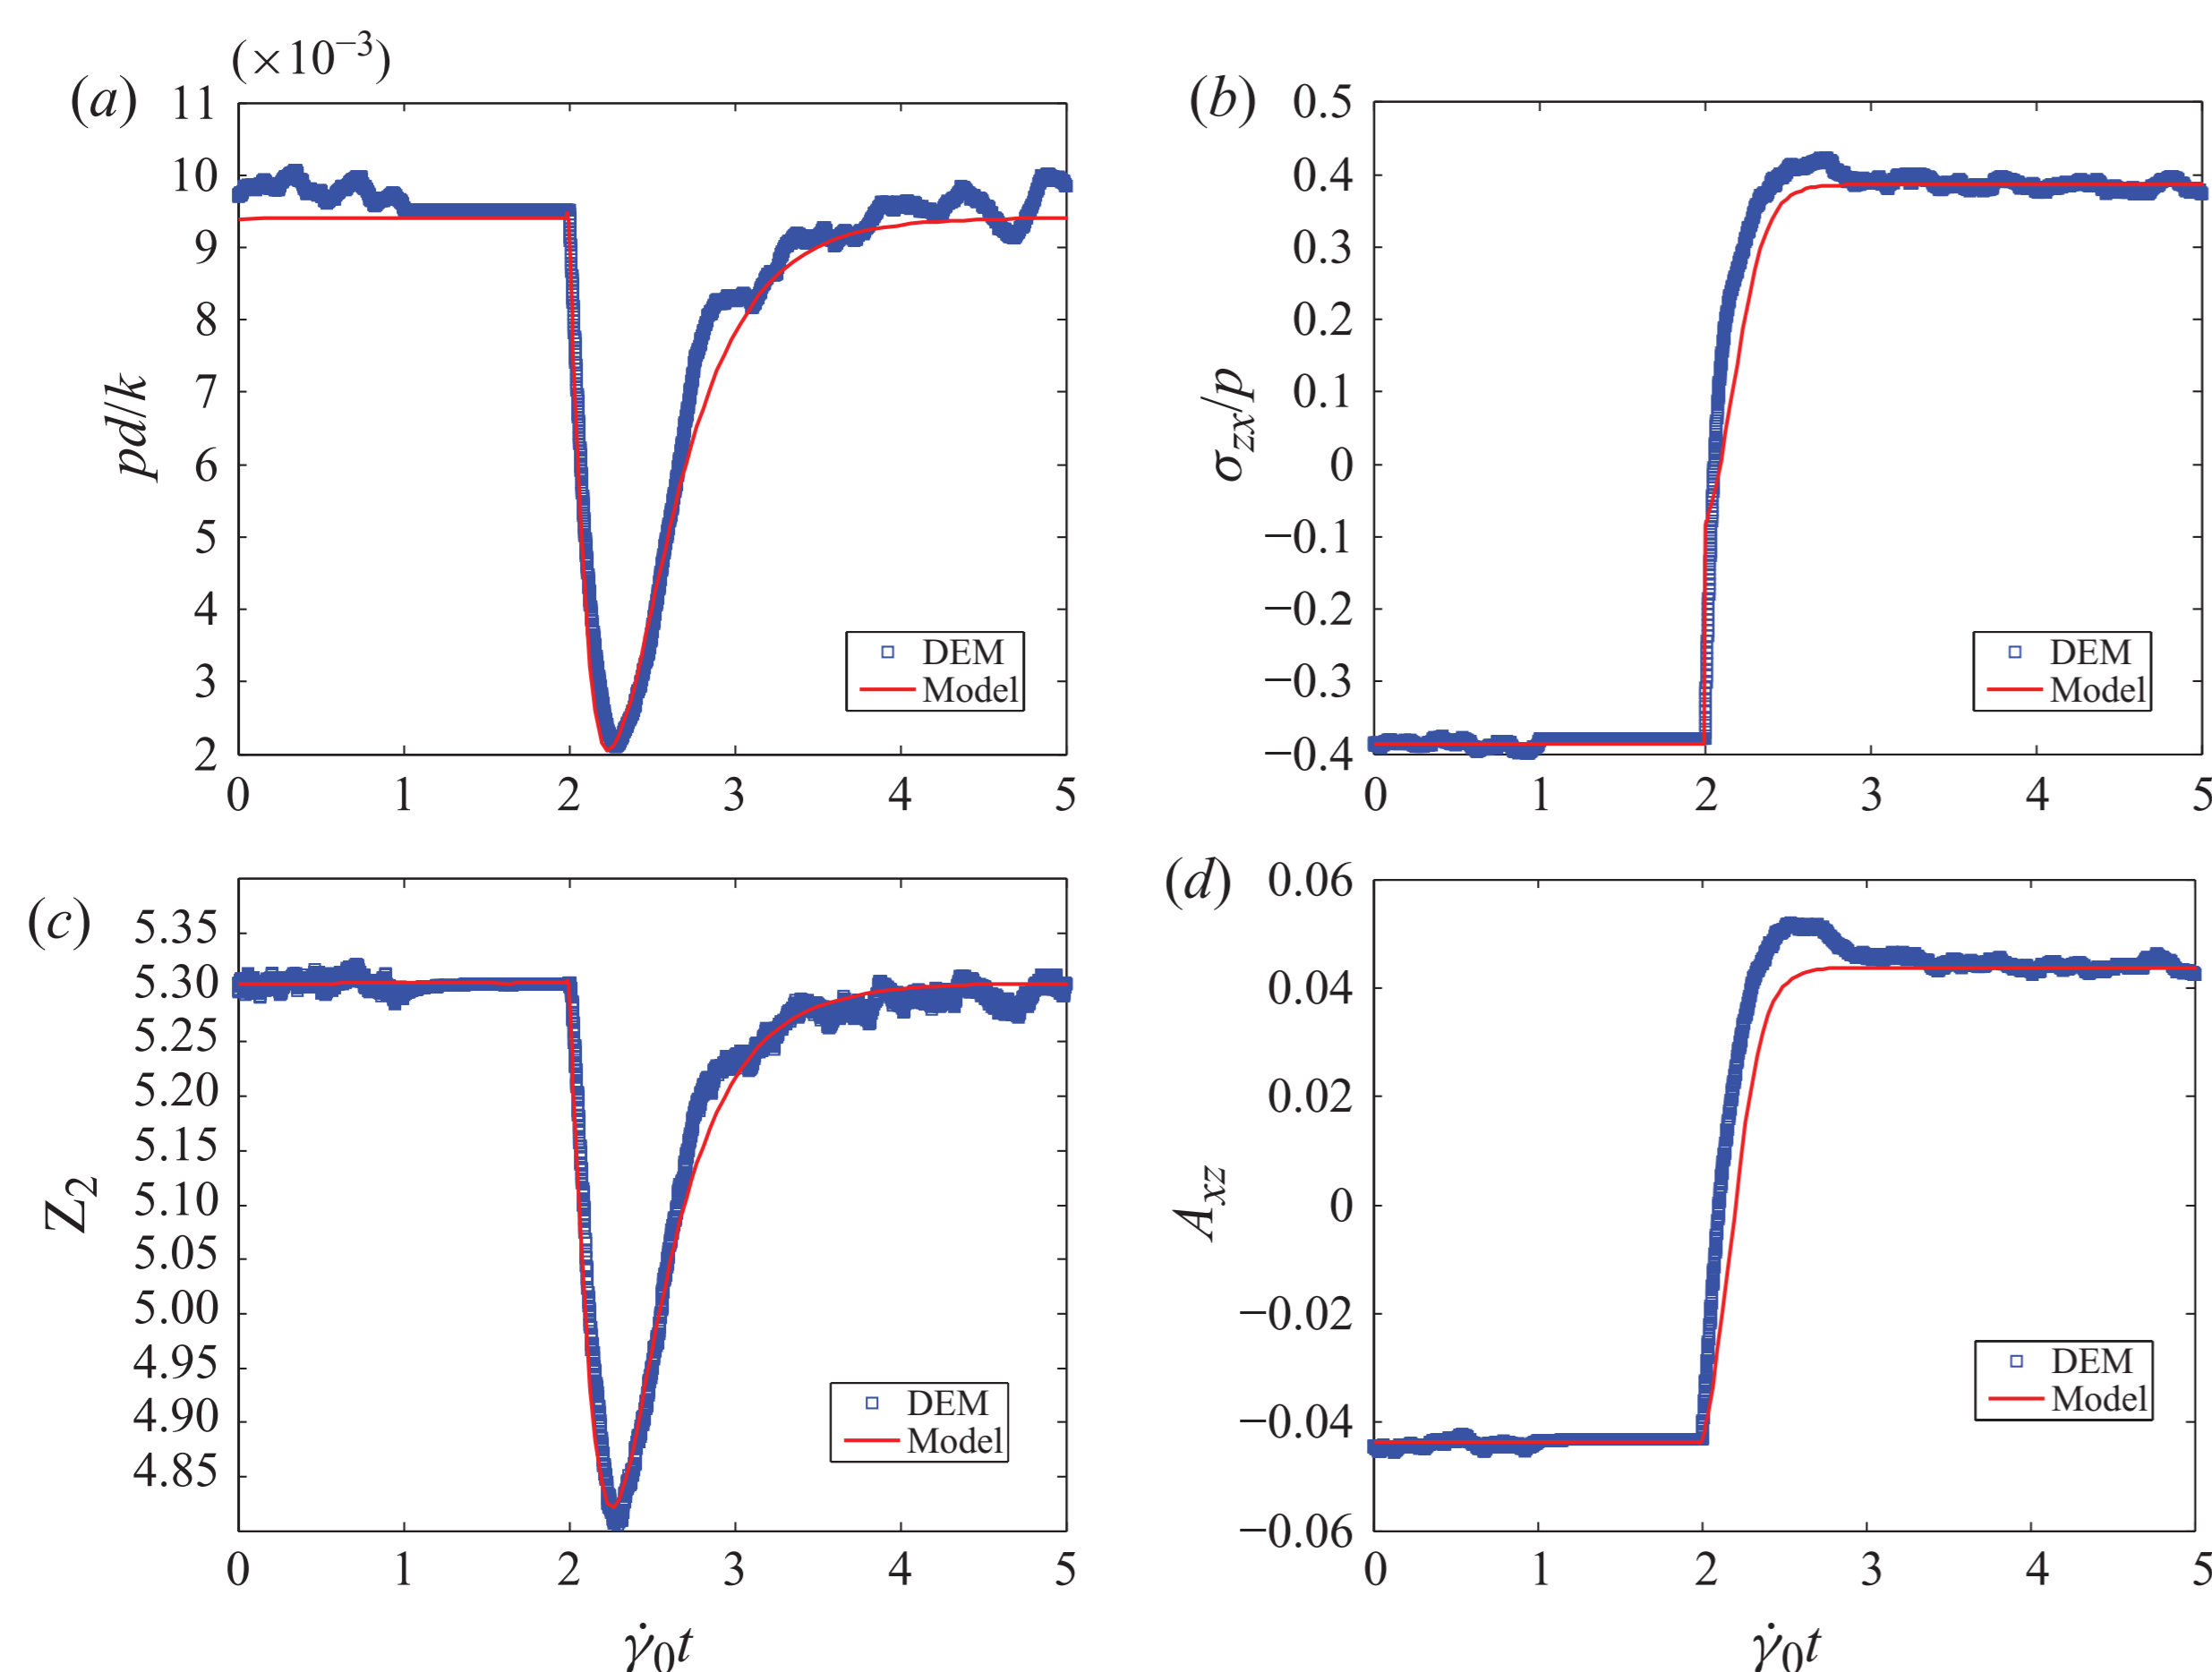 (×10−3)
(a)
11
10
9
8
7
6
5
4
3
2
pd/k
DEM
Model
0 1 2 3 4 5
(b)
0.5
0.4
0.3
0.2
0.1
0
−0.1
−0.2
−0.3
−0.4
σzx/p
DEM
Model
0 1 2 3 4 5
(c)
5.35
5.30
5.25
5.20
5.15
5.10
5.05
5.00
4.95
4.90
4.85
Z2
DEM
Model
0 1 2 3 4 5
γ̇0t
(d)
0.06
0.04
0.02
0
−0.02
−0.04
−0.06
Axz
DEM
Model
0 1 2 3 4 5
γ̇0t